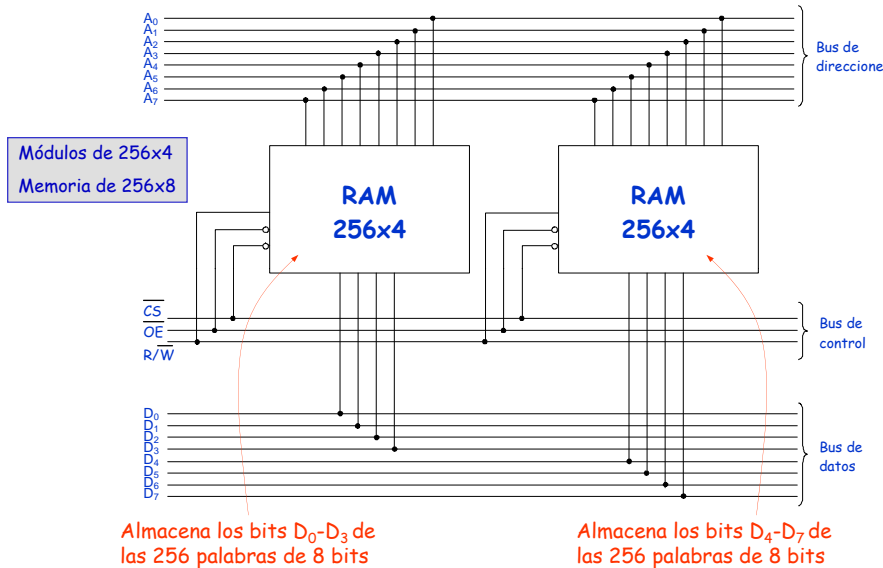 A0
A1
A2
A3
A4
A5
A6
A7
Bus de
direccione
Módulos de 256x4
Memoria de 256x8
RAM
256x4
RAM
256x4
C̅S̅
O̅E̅
R/W̅
Bus de
control
D0
D1
D2
D3
D4
D5
D6
D7
Bus de
datos
Almacena los bits D0-D3 de
las 256 palabras de 8 bits
Almacena los bits D4-D7 de
las 256 palabras de 8 bits